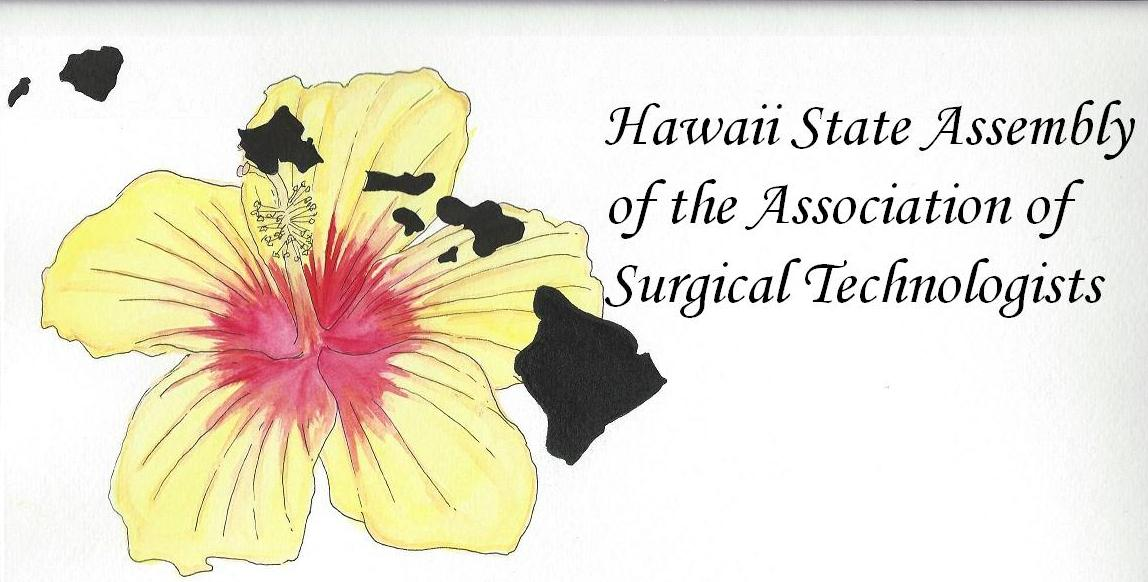 Hawaii State Assembly
of the Association of
Surgical Technologists